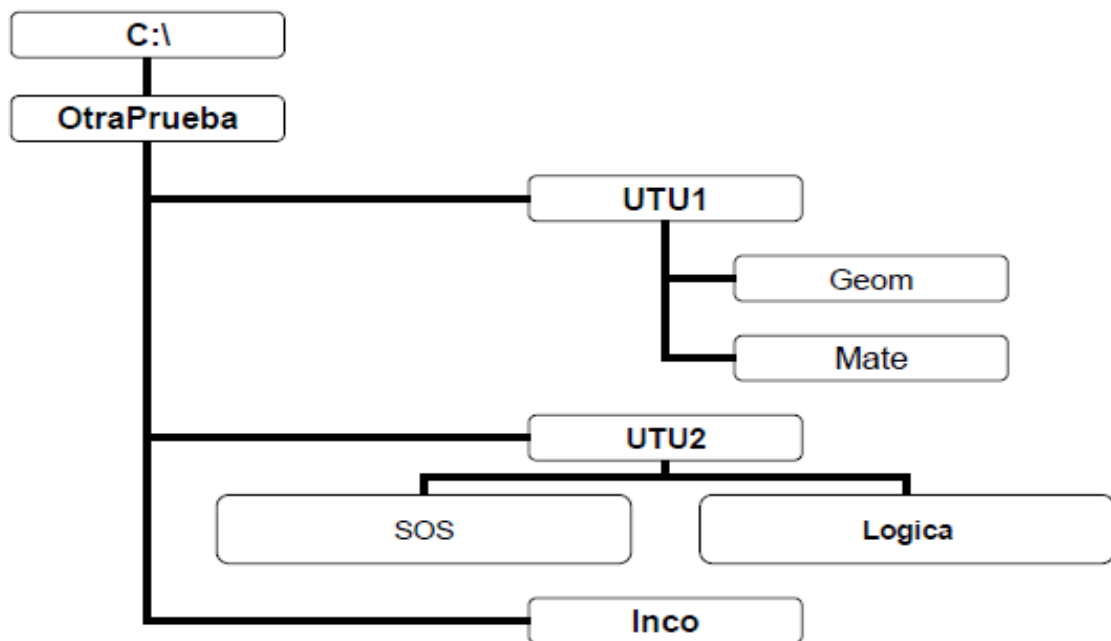 C:\
OtraPrueba
UTU1
Geom
Mate
UTU2
SOS
Logica
Inco